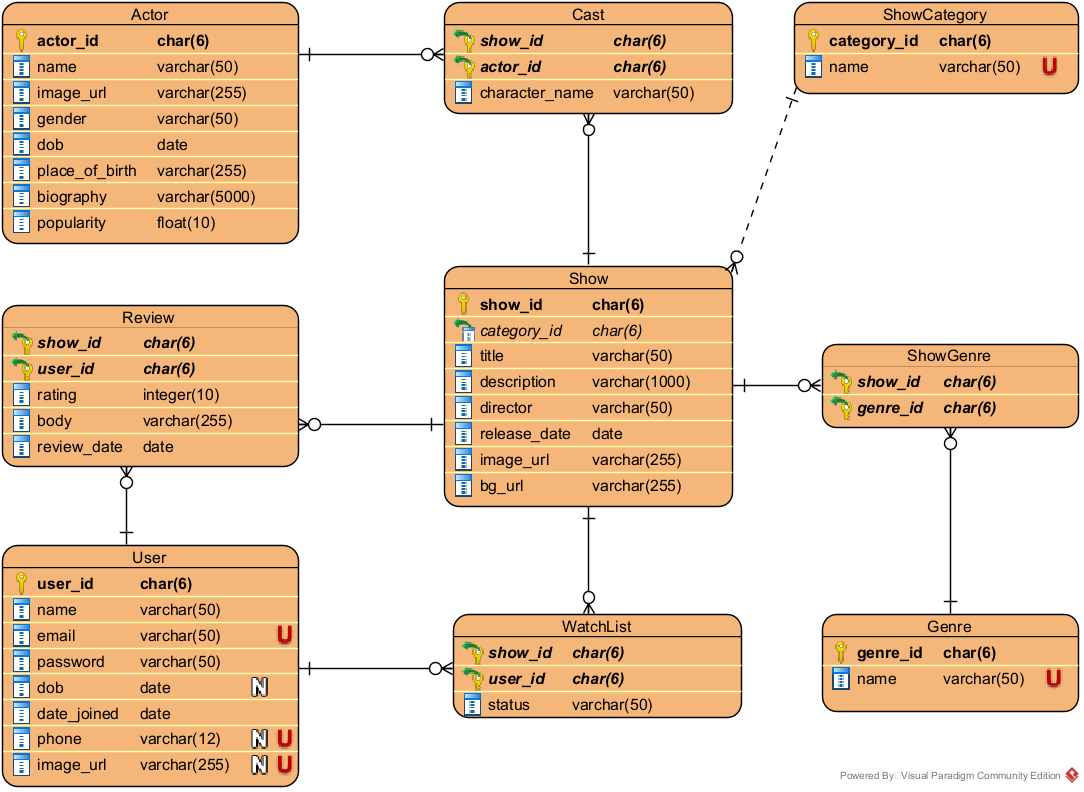 Actor
actor_id char(6)
name varchar(50)
image_url varchar(255)
gender varchar(50)
dob date
place_of_birth varchar(255)
biography varchar(5000)
popularity float(10)
Cast
show_id char(6)
actor_id char(6)
character_name varchar(50)
ShowCategory
category_id char(6)
name varchar(50) U
Review
show_id char(6)
user_id char(6)
rating integer(10)
body varchar(255)
review_date date
Show
show_id char(6)
category_id char(6)
title varchar(50)
description varchar(1000)
director varchar(50)
release_date date
image_url varchar(255)
bg_url varchar(255)
ShowGenre
show_id char(6)
genre_id char(6)
User
user_id char(6)
name varchar(50)
email varchar(50) U
password varchar(50)
dob date N
date_joined date
phone varchar(12) N U
image_url varchar(255) N U
WatchList
show_id char(6)
user_id char(6)
status varchar(50)
Genre
genre_id char(6)
name varchar(50) U
Powered By Visual Paradigm Community Edition